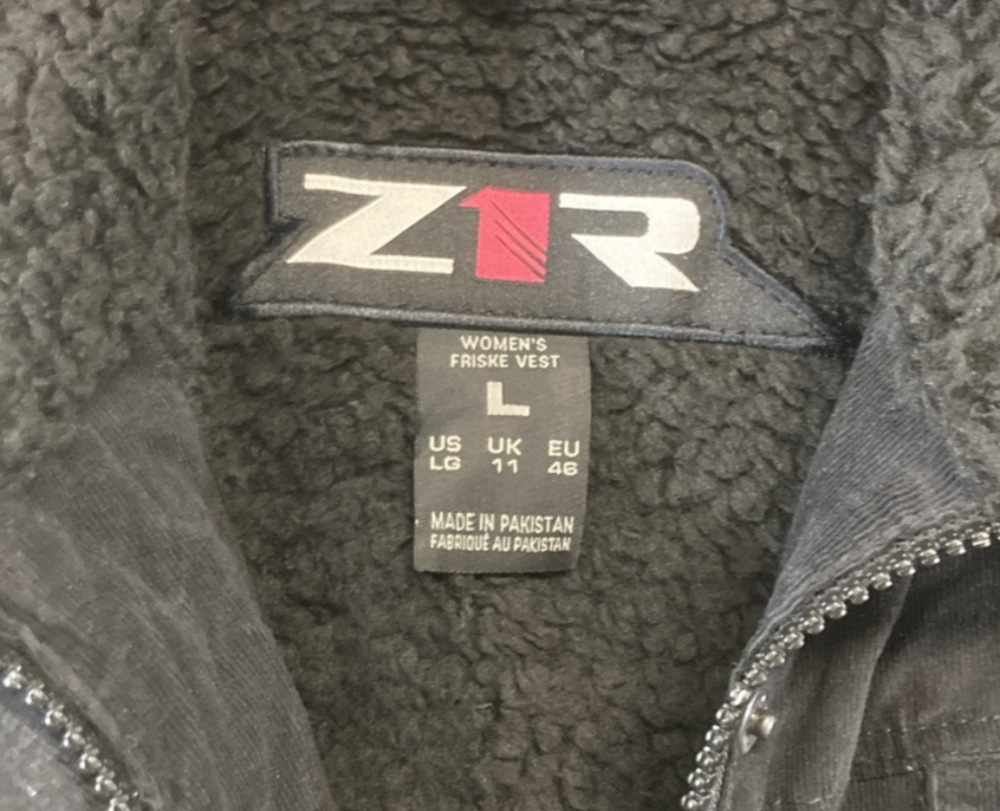 Z1R
WOMEN'S
FRISKE VEST
L
US UK EU
LG 11 46
MADE IN PAKISTAN
FABRIQUÉ AU PAKISTAN